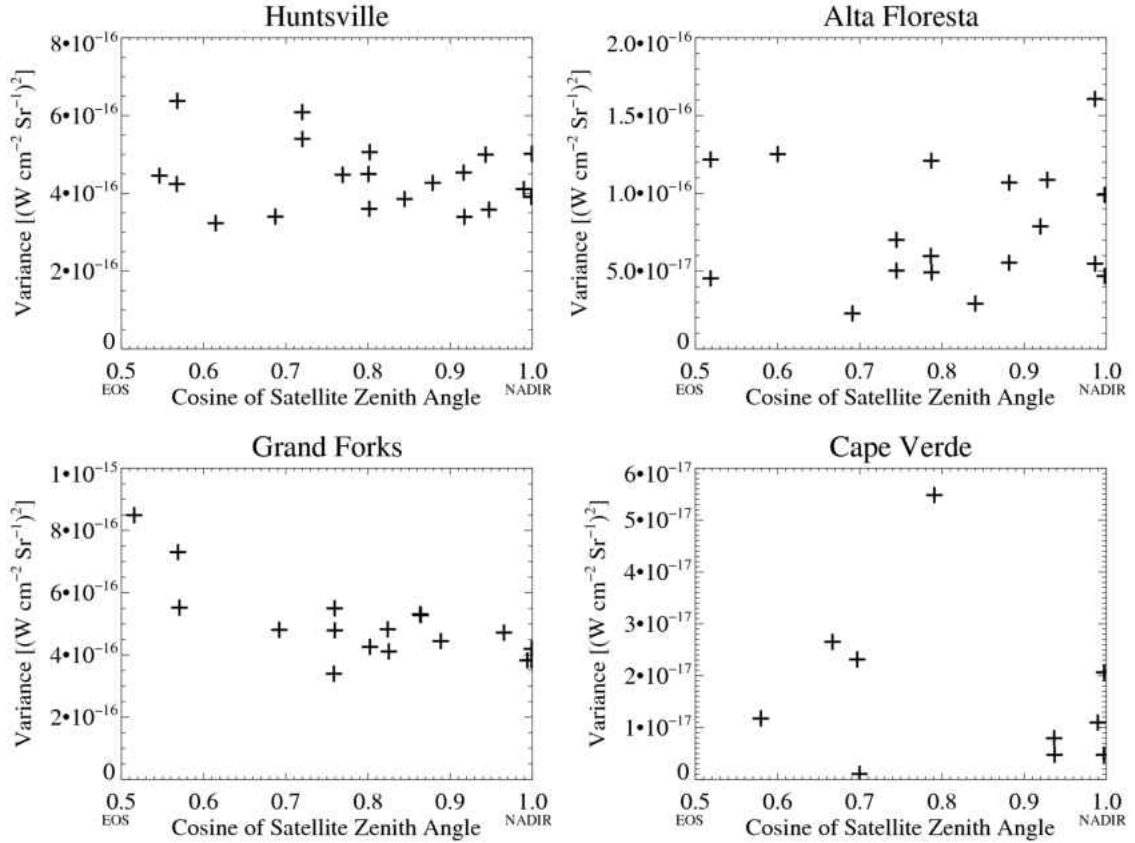 Huntsville
Variance [(W cm⁻² Sr⁻¹)²]
8•10⁻¹⁶
6•10⁻¹⁶
4•10⁻¹⁶
2•10⁻¹⁶
0
0.5 0.6 0.7 0.8 0.9 1.0
EOS NADIR
Cosine of Satellite Zenith Angle
Alta Floresta
Variance [(W cm⁻² Sr⁻¹)²]
2.0•10⁻¹⁶
1.5•10⁻¹⁶
1.0•10⁻¹⁶
5.0•10⁻¹⁷
0
0.5 0.6 0.7 0.8 0.9 1.0
EOS NADIR
Cosine of Satellite Zenith Angle
Grand Forks
Variance [(W cm⁻² Sr⁻¹)²]
1•10⁻¹⁵
8•10⁻¹⁶
6•10⁻¹⁶
4•10⁻¹⁶
2•10⁻¹⁶
0
0.5 0.6 0.7 0.8 0.9 1.0
EOS NADIR
Cosine of Satellite Zenith Angle
Cape Verde
Variance [(W cm⁻² Sr⁻¹)²]
6•10⁻¹⁷
5•10⁻¹⁷
4•10⁻¹⁷
3•10⁻¹⁷
2•10⁻¹⁷
1•10⁻¹⁷
0
0.5 0.6 0.7 0.8 0.9 1.0
EOS NADIR
Cosine of Satellite Zenith Angle